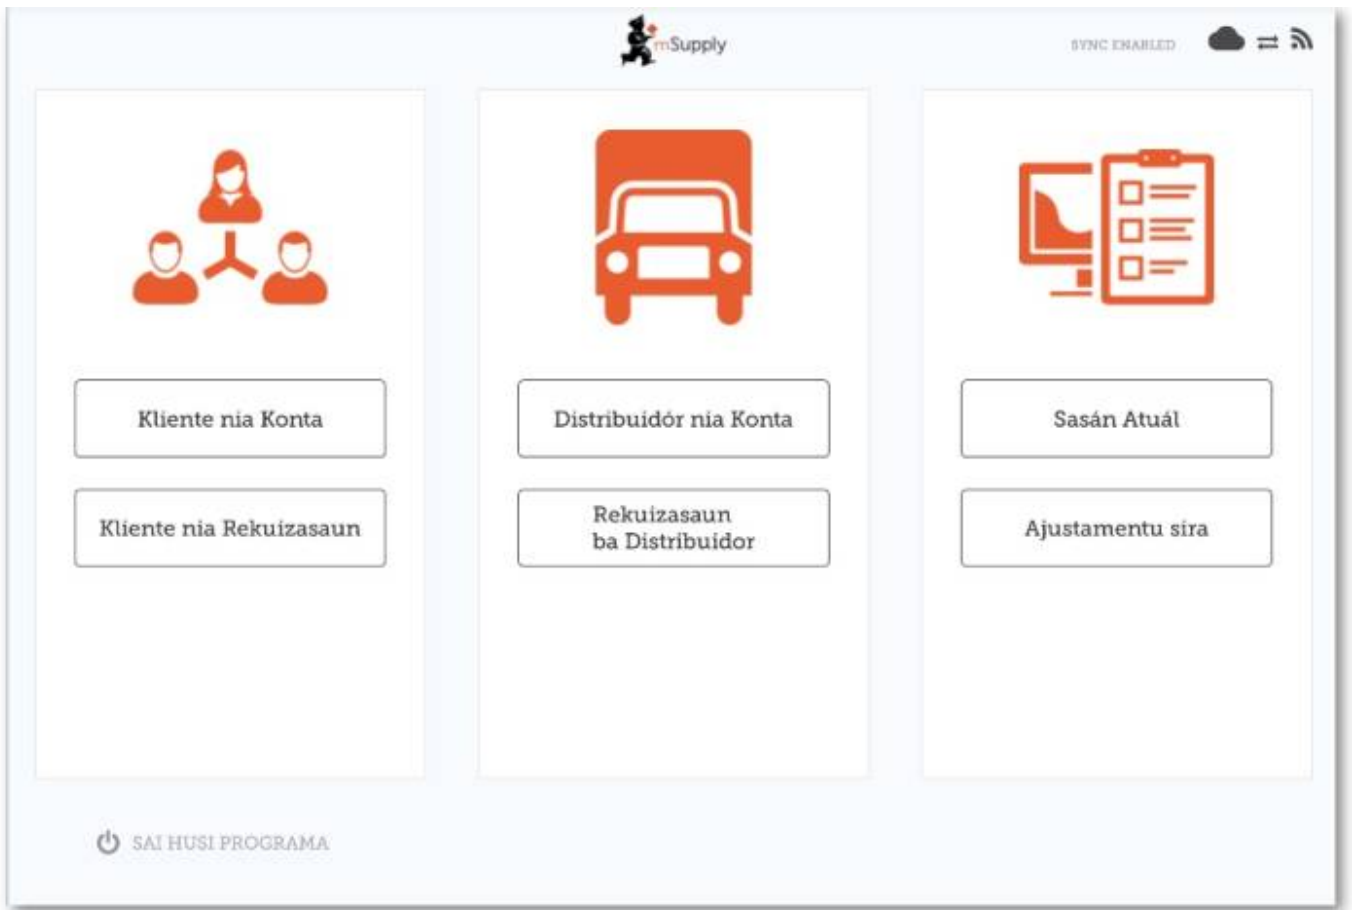 mSupply
SYNC ENABLED
Kliente nia Konta
Kliente nia Rekuizasaun
Distribuidór nia Konta
Rekuizasaun
ba Distribuidor
Sasán Atuál
Ajustamentu sira
SAI HUSI PROGRAMA